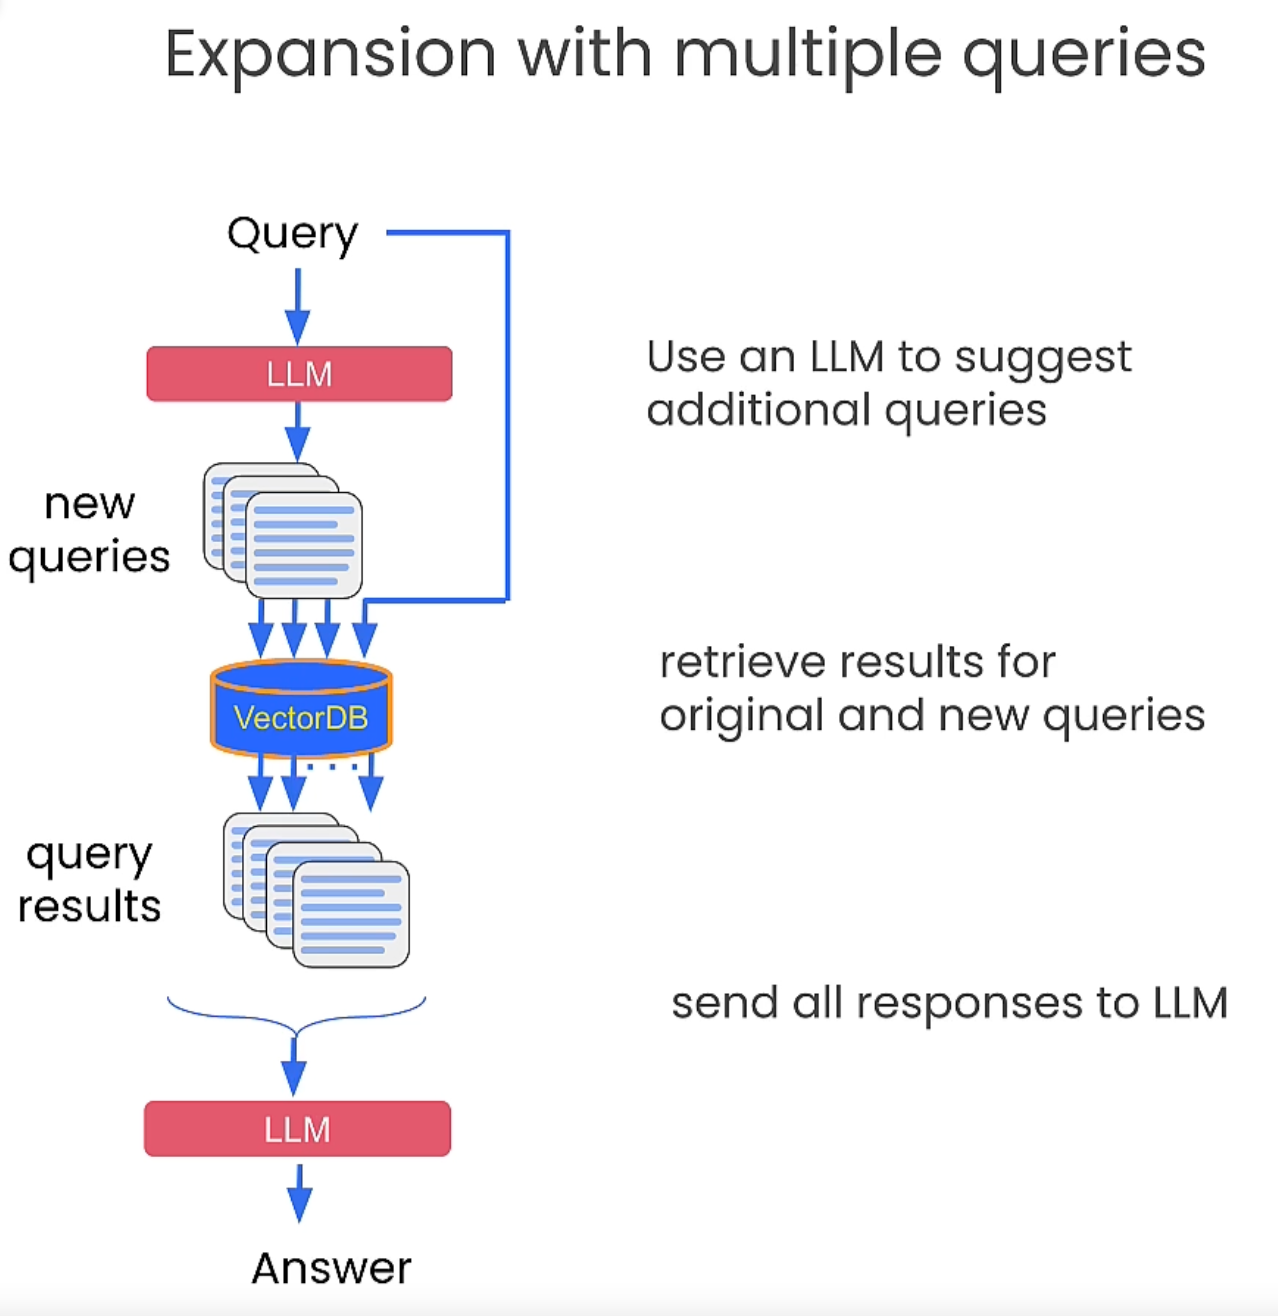 Expansion with multiple queries
Query
LLM
Use an LLM to suggest
additional queries
new
queries
retrieve results for
original and new queries
VectorDB
. . .
query
results
send all responses to LLM
LLM
Answer